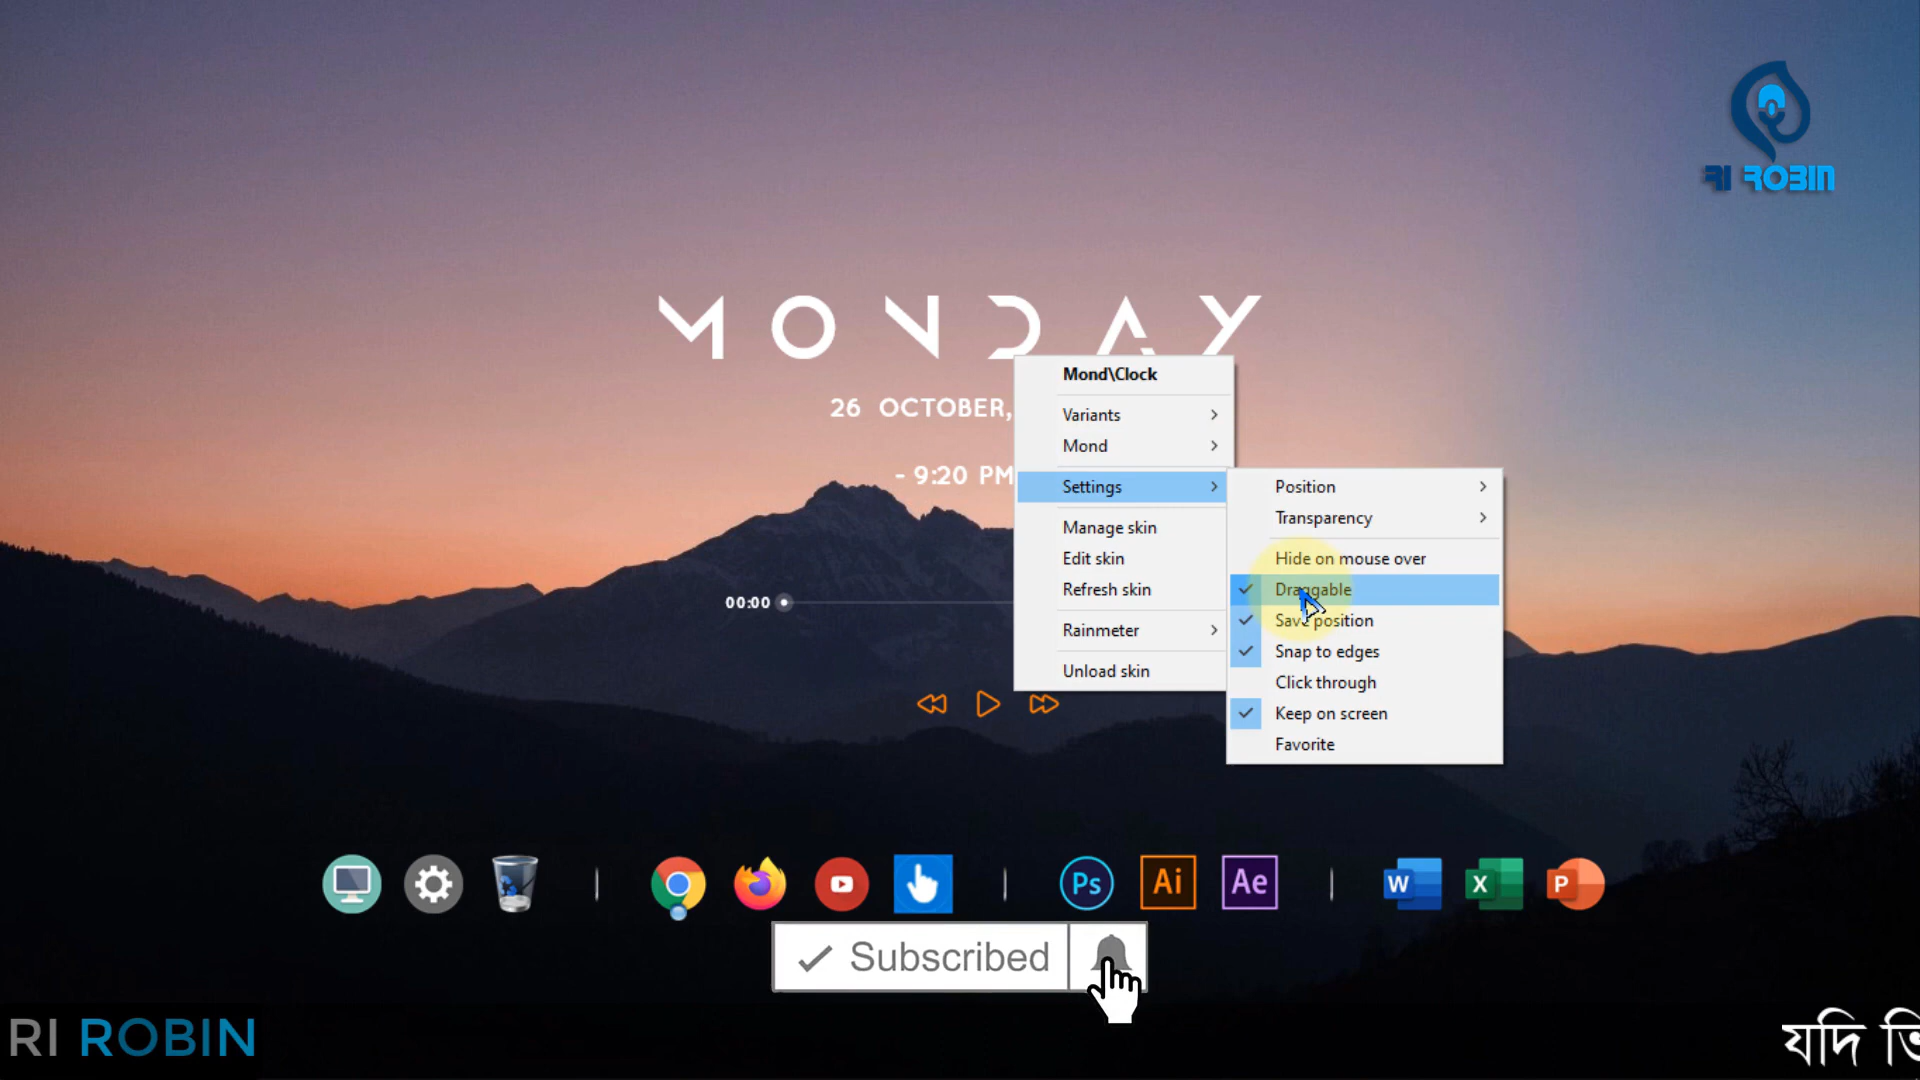 RI ROBIN
MONDAY
26 OCTOBER,
- 9:20 PM
00:00
Mond\Clock
Variants
Mond
Settings
Manage skin
Edit skin
Refresh skin
Rainmeter
Unload skin
Position
Transparency
Hide on mouse over
Draggable
Save position
Snap to edges
Click through
Keep on screen
Favorite
Ps
Ai
Ae
W
X
P
Subscribed
RI ROBIN
যদি